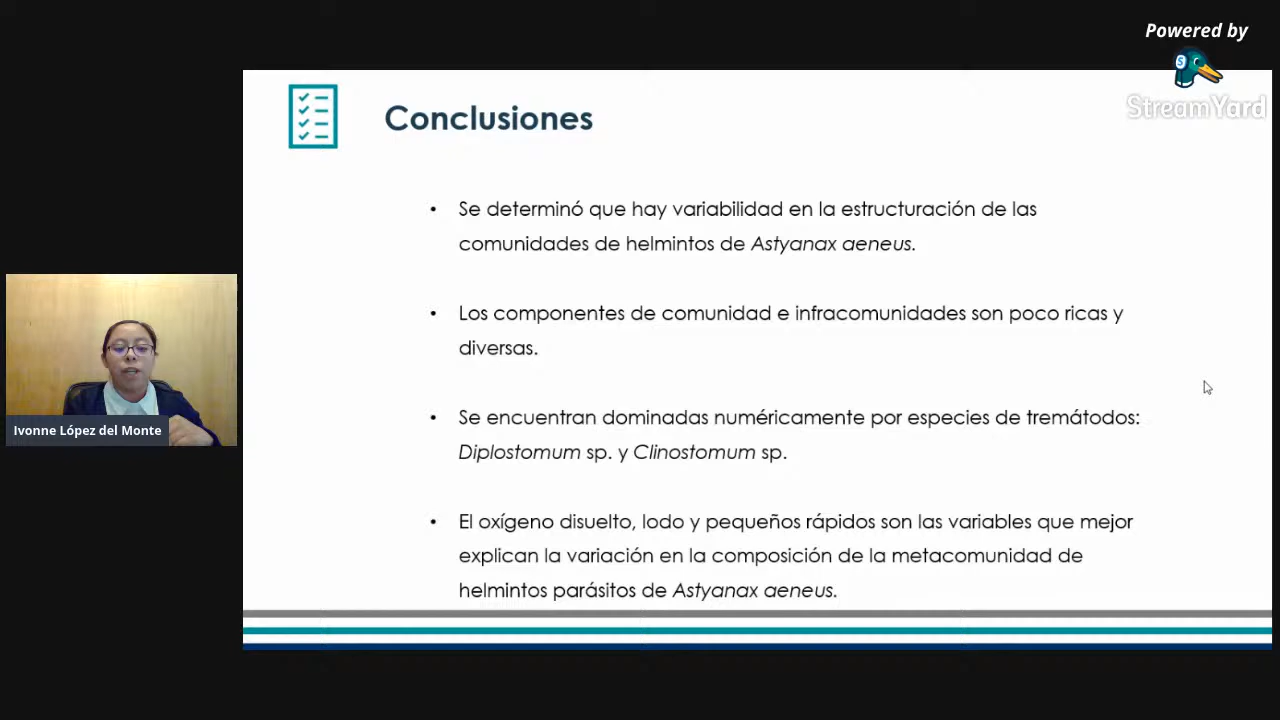 Powered by
StreamYard
Conclusiones
• Se determinó que hay variabilidad en la estructuración de las
comunidades de helmintos de Astyanax aeneus.
• Los componentes de comunidad e infracomunidades son poco ricas y
diversas.
• Se encuentran dominadas numéricamente por especies de tremátodos:
Diplostomum sp. y Clinostomum sp.
• El oxígeno disuelto, lodo y pequeños rápidos son las variables que mejor
explican la variación en la composición de la metacomunidad de
helmintos parásitos de Astyanax aeneus.
Ivonne López del Monte